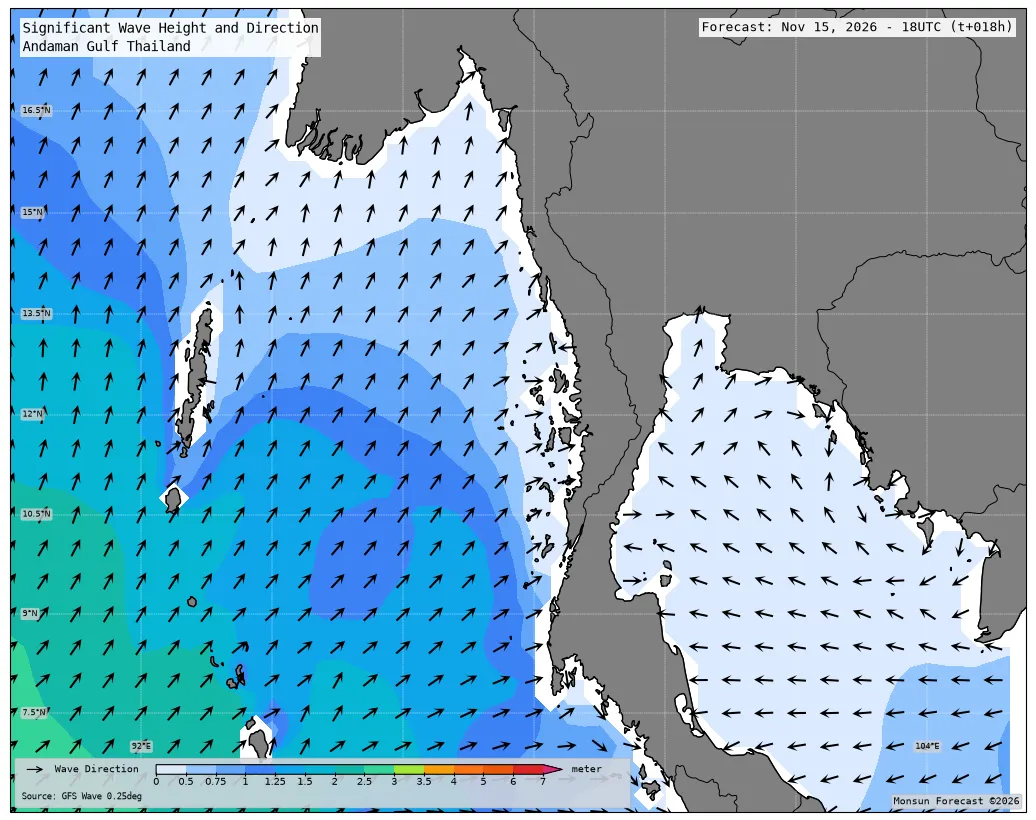 Significant Wave Height and Direction
Andaman Gulf Thailand
Forecast: Nov 15, 2026 - 18UTC (t+018h)
16.5°N
15°N
13.5°N
12°N
10.5°N
9°N
7.5°N
92°E
104°E
Wave Direction
meter
0 0.5 0.75 1 1.25 1.5 2 2.5 3 3.5 4 5 6 7
Source: GFS Wave 0.25deg
Monsun Forecast ©2026